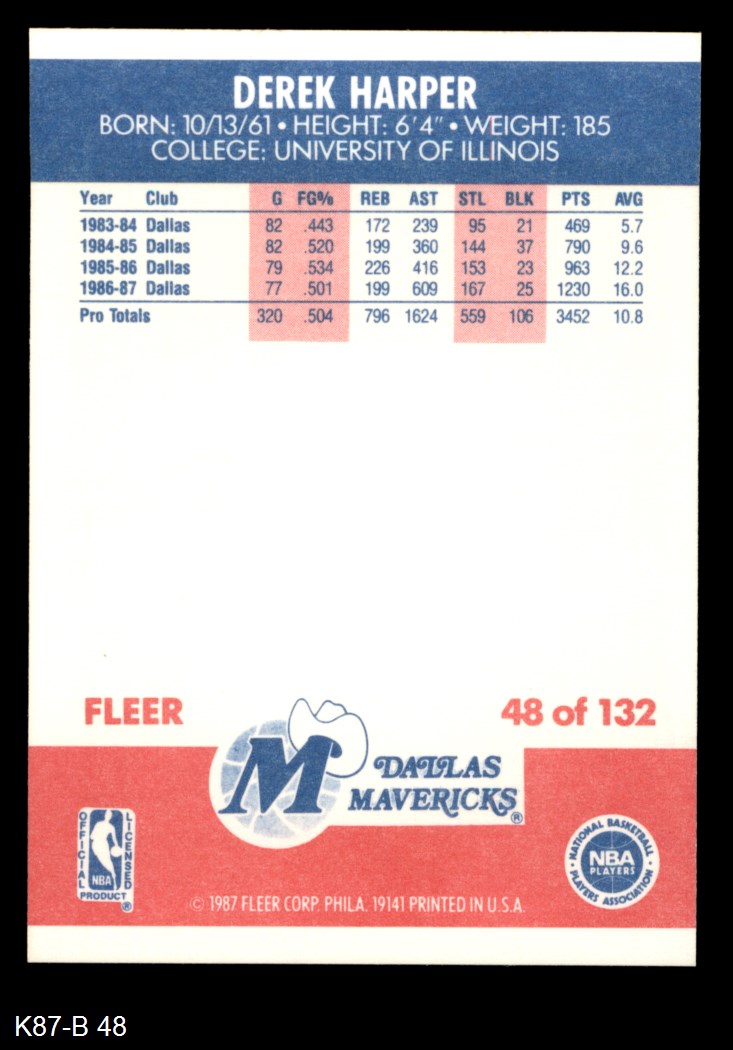 DEREK HARPER
BORN: 10/13/61 • HEIGHT: 6'4" • WEIGHT: 185
COLLEGE: UNIVERSITY OF ILLINOIS
Year Club G FG% REB AST STL BLK PTS AVG
1983-84 Dallas 82 .443 172 239 95 21 469 5.7
1984-85 Dallas 82 .520 199 360 144 37 790 9.6
1985-86 Dallas 79 .534 226 416 153 23 963 12.2
1986-87 Dallas 77 .501 199 609 167 25 1230 16.0
Pro Totals 320 .504 796 1624 559 106 3452 10.8
FLEER 48 of 132
M DALLAS
MAVERICKS®
OFFICIAL LICENSED
NBA
PRODUCT ®
NATIONAL BASKETBALL
NBA
PLAYERS
PLAYERS ASSOCIATION
© 1987 FLEER CORP. PHILA. 19141 PRINTED IN U.S.A.
K87-B 48